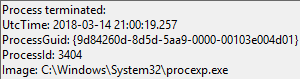 Process terminated:
UtcTime: 2018-03-14 21:00:19.257
ProcessGuid: {9d84260d-8d5d-5aa9-0000-00103e004d01}
ProcessId: 3404
Image: C:\Windows\System32\procexp.exe